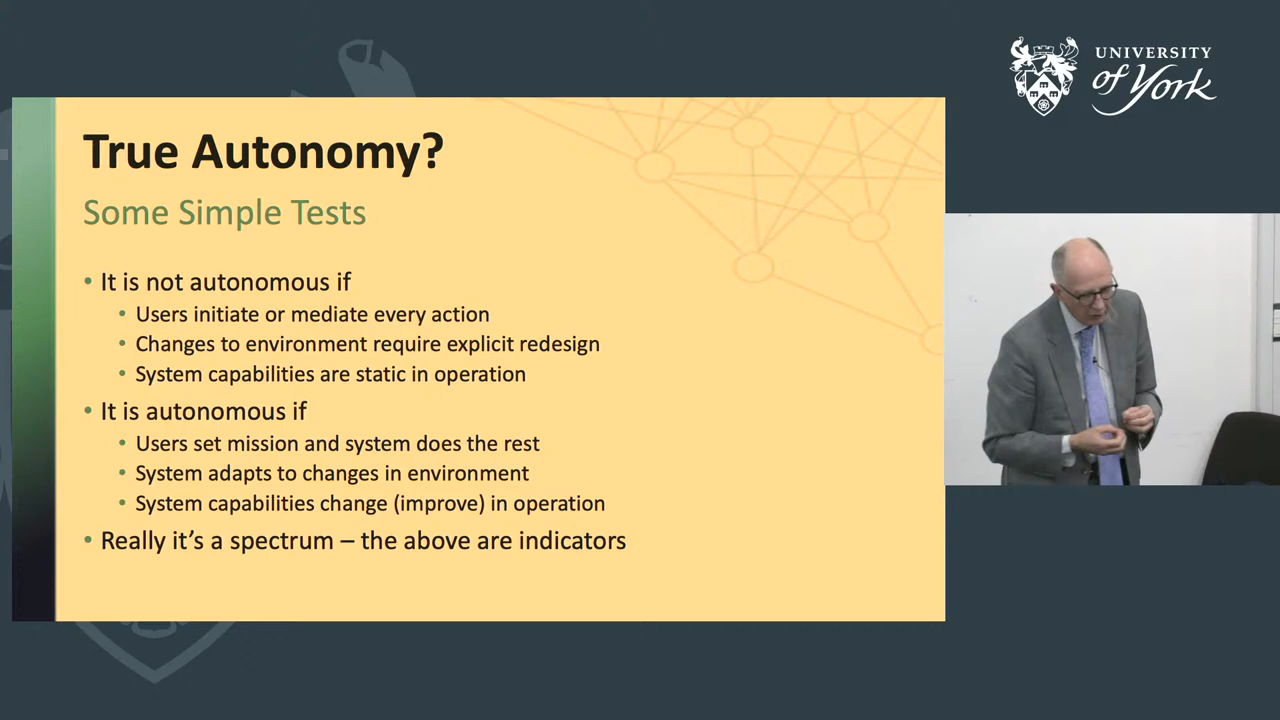 UNIVERSITY
of York
True Autonomy?
Some Simple Tests
• It is not autonomous if
• Users initiate or mediate every action
• Changes to environment require explicit redesign
• System capabilities are static in operation
• It is autonomous if
• Users set mission and system does the rest
• System adapts to changes in environment
• System capabilities change (improve) in operation
• Really it's a spectrum – the above are indicators